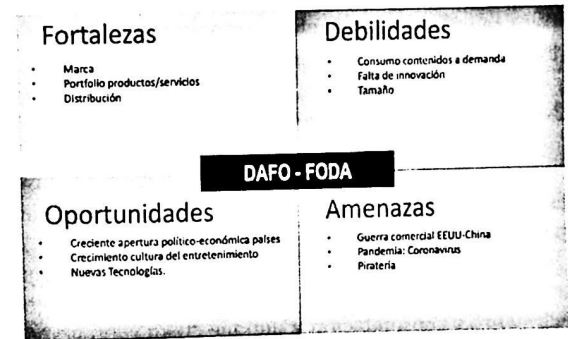 Fortalezas
• Marca
• Portfolio productos/servicios
• Distribución
Debilidades
• Consumo contenidos a demanda
• Falta de innovación
• Tamaño
DAFO - FODA
Oportunidades
• Creciente apertura político-económica países
• Crecimiento cultura del entretenimiento
• Nuevas Tecnologías.
Amenazas
• Guerra comercial EEUU-China
• Pandemia: Coronavirus
• Piratería